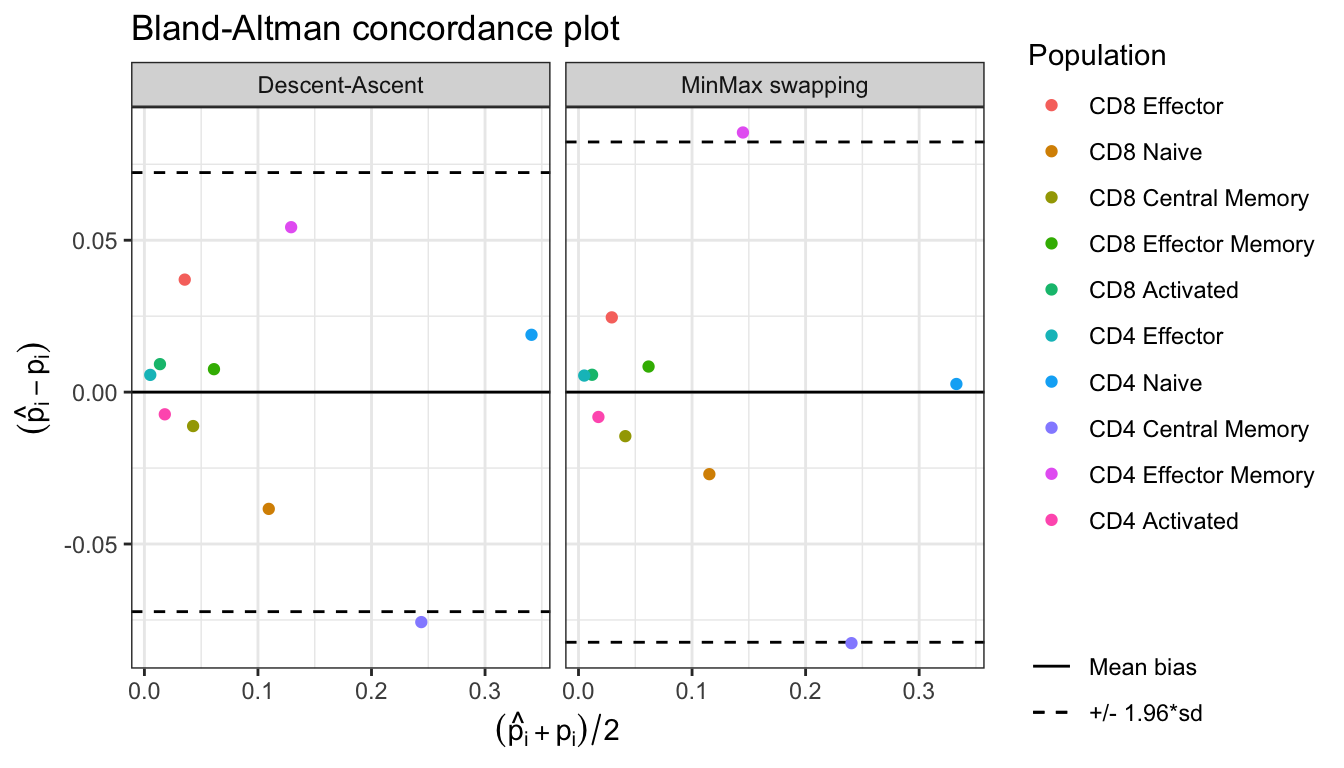 Bland-Altman concordance plot
Descent-Ascent
MinMax swapping
0.05
0.00
-0.05
(p̂ᵢ − pᵢ)
0.0 0.1 0.2 0.3
0.0 0.1 0.2 0.3
(p̂ᵢ + pᵢ)/2
Population
CD8 Effector
CD8 Naive
CD8 Central Memory
CD8 Effector Memory
CD8 Activated
CD4 Effector
CD4 Naive
CD4 Central Memory
CD4 Effector Memory
CD4 Activated
Mean bias
+/- 1.96*sd